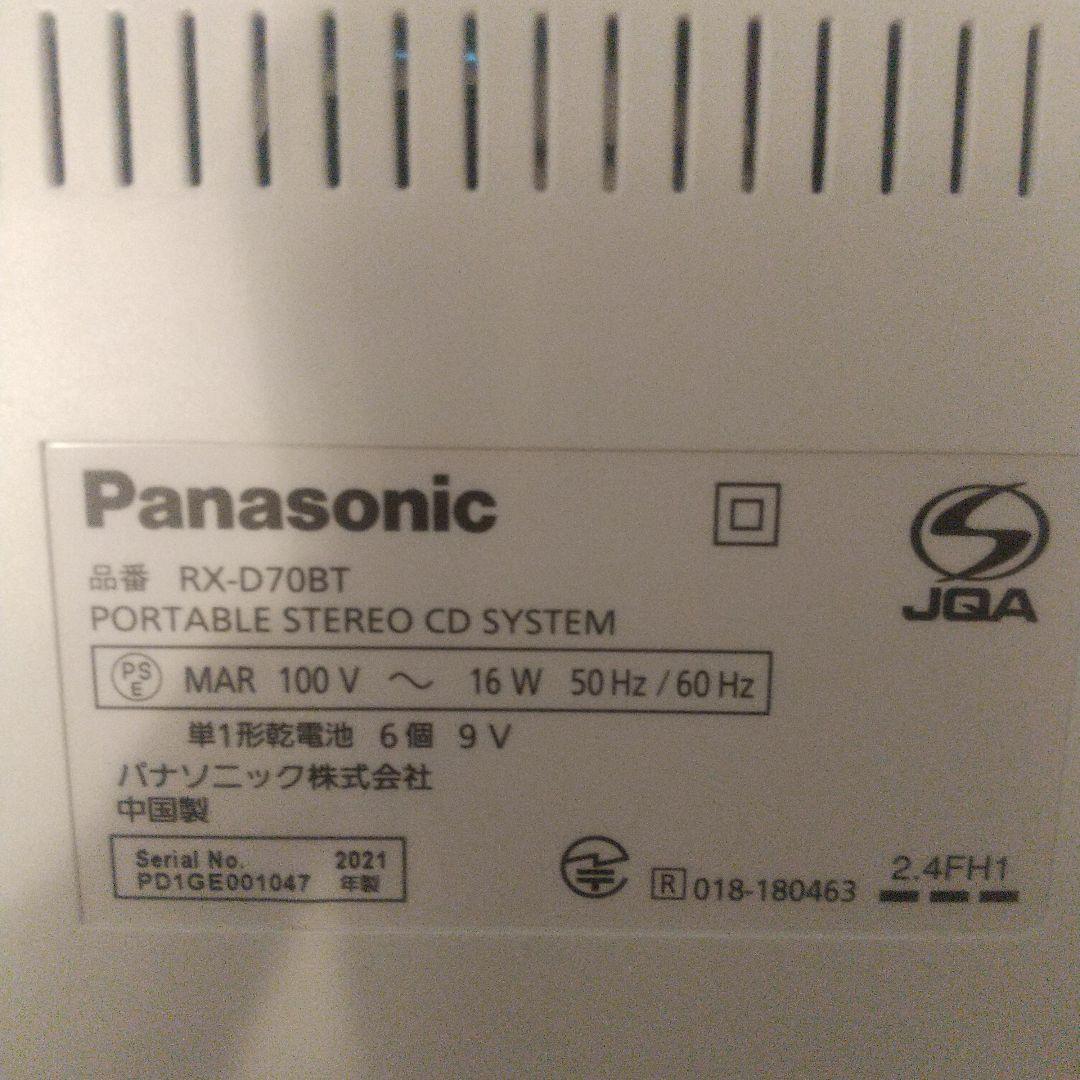 Panasonic
品番 RX-D70BT
PORTABLE STEREO CD SYSTEM
PSE MAR 100 V ～ 16 W 50 Hz / 60 Hz
単1形乾電池 6個 9 V
パナソニック株式会社
中国製
Serial No. 2021
PD1GE001047 年製
JQA
R 018-180463
2.4FH1